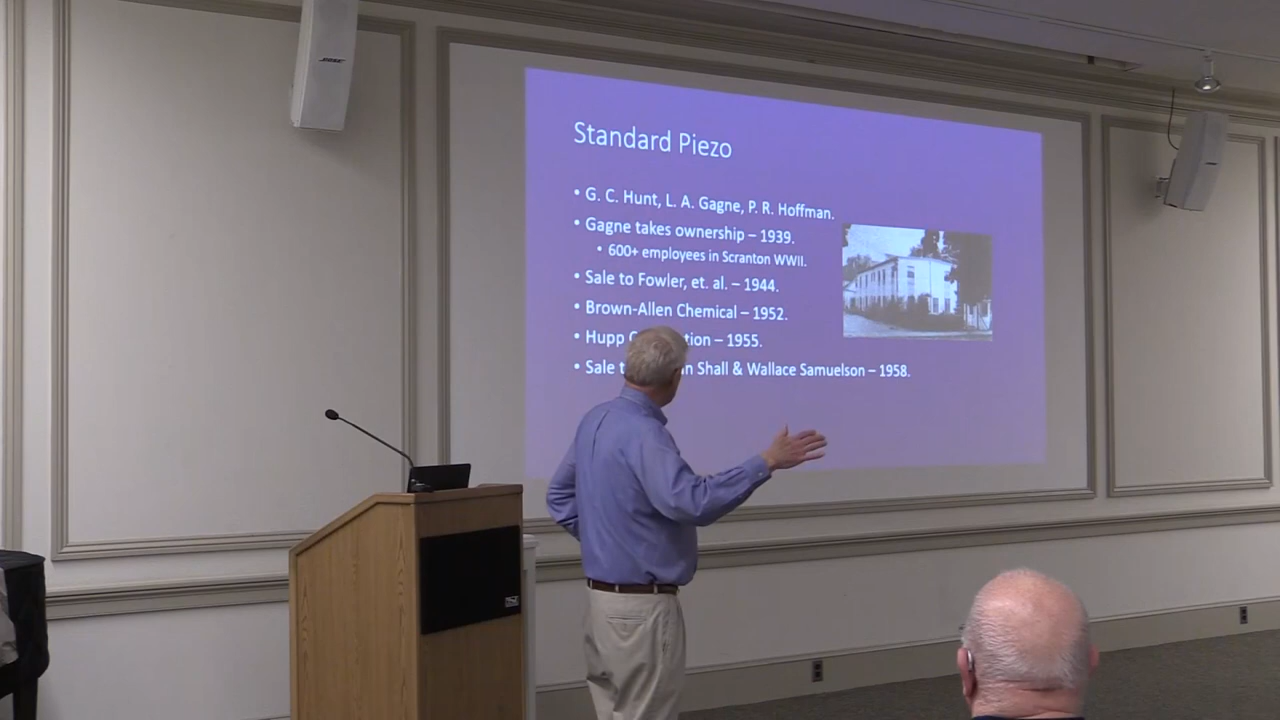 BOSE
Standard Piezo
• G. C. Hunt, L. A. Gagne, P. R. Hoffman.
• Gagne takes ownership – 1939.
• 600+ employees in Scranton WWII.
• Sale to Fowler, et. al. – 1944.
• Brown-Allen Chemical – 1952.
• Hupp – 1955.
• Sale Shall & Wallace Samuelson – 1958.